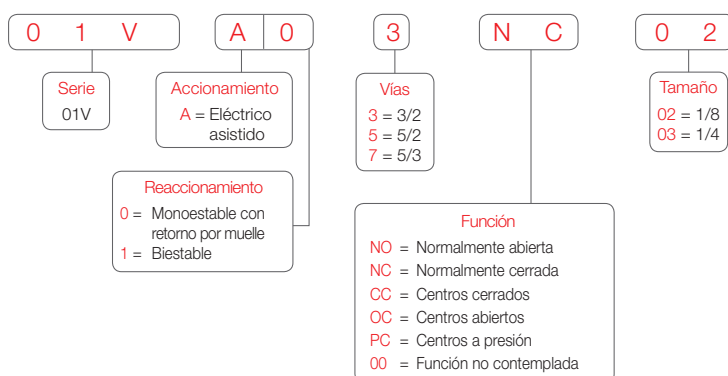 0 1 V A 0 3 N C 0 2
Serie
01V
Accionamiento
A = Eléctrico
asistido
Vías
3 = 3/2
5 = 5/2
7 = 5/3
Tamaño
02 = 1/8
03 = 1/4
Reaccionamiento
0 = Monoestable con
retorno por muelle
1 = Biestable
Función
NO = Normalmente abierta
NC = Normalmente cerrada
CC = Centros cerrados
OC = Centros abiertos
PC = Centros a presión
00 = Función no contemplada